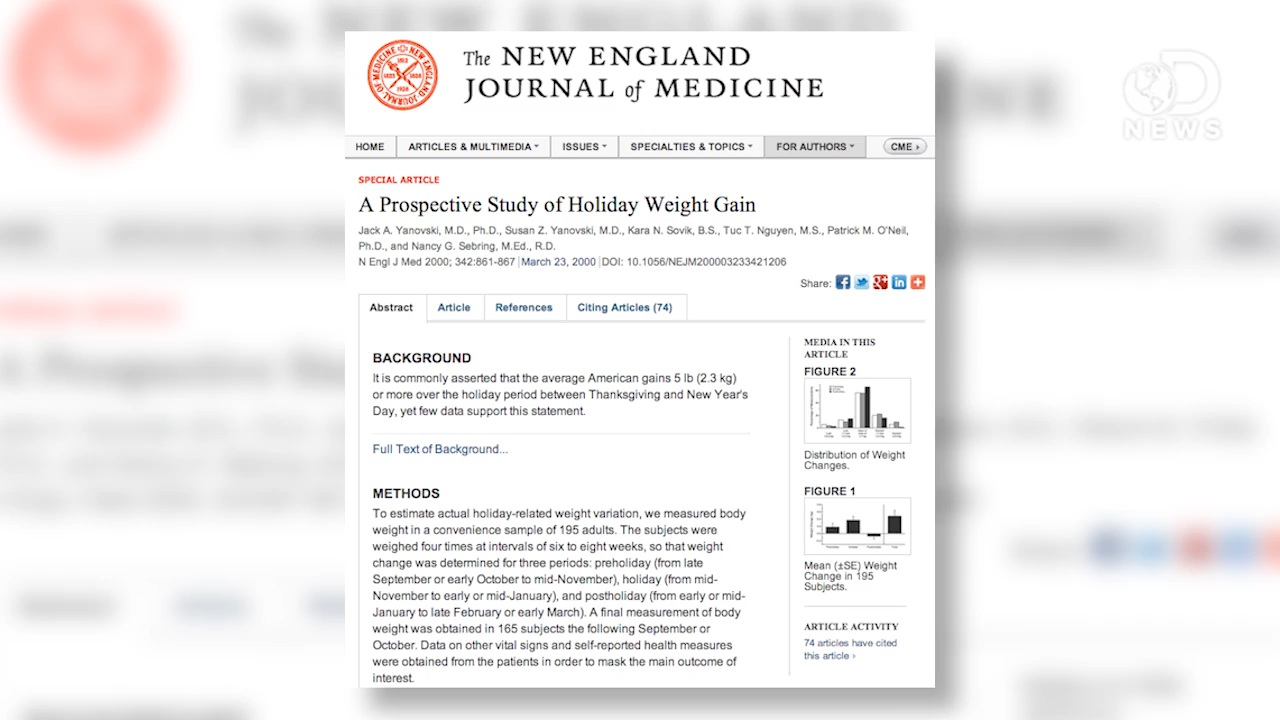 The NEW ENGLAND
JOURNAL of MEDICINE
NEWS
HOME
ARTICLES & MULTIMEDIA
ISSUES
SPECIALTIES & TOPICS
FOR AUTHORS
CME
SPECIAL ARTICLE
A Prospective Study of Holiday Weight Gain
Jack A. Yanovski, M.D., Ph.D., Susan Z. Yanovski, M.D., Kara N. Sovik, B.S., Tuc T. Nguyen, M.S., Patrick M. O'Neil,
Ph.D., and Nancy G. Sebring, M.Ed., R.D.
N Engl J Med 2000; 342:861-867 March 23, 2000 DOI: 10.1056/NEJM200003233421206
Share:
Abstract
Article
References
Citing Articles (74)
BACKGROUND
It is commonly asserted that the average American gains 5 lb (2.3 kg)
or more over the holiday period between Thanksgiving and New Year's
Day, yet few data support this statement.
Full Text of Background...
METHODS
To estimate actual holiday-related weight variation, we measured body
weight in a convenience sample of 195 adults. The subjects were
weighed four times at intervals of six to eight weeks, so that weight
change was determined for three periods: preholiday (from late
September or early October to mid-November), holiday (from mid-
November to early or mid-January), and postholiday (from early or mid-
January to late February or early March). A final measurement of body
weight was obtained in 165 subjects the following September or
October. Data on other vital signs and self-reported health measures
were obtained from the patients in order to mask the main outcome of
interest.
MEDIA IN THIS
ARTICLE
FIGURE 2
Distribution of Weight
Changes.
FIGURE 1
Mean (±SE) Weight
Change in 195
Subjects.
ARTICLE ACTIVITY
74 articles have cited
this article ›